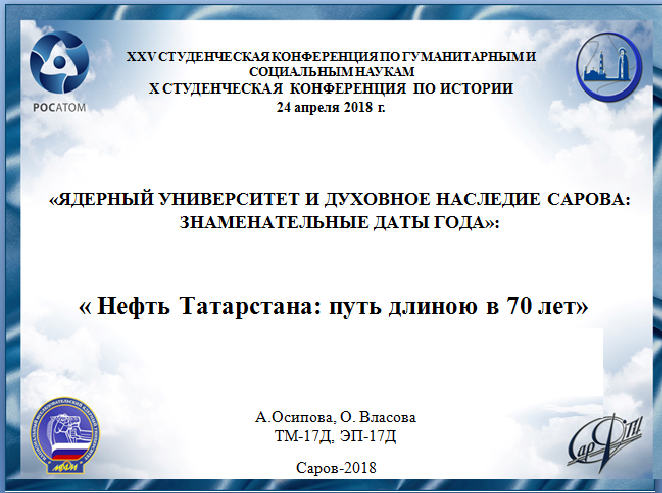 XXV СТУДЕНЧЕСКАЯ КОНФЕРЕНЦИЯ ПО ГУМАНИТАРНЫМ И
СОЦИАЛЬНЫМ НАУКАМ
X СТУДЕНЧЕСКАЯ КОНФЕРЕНЦИЯ ПО ИСТОРИИ
24 апреля 2018 г.
РОСАТОМ
«ЯДЕРНЫЙ УНИВЕРСИТЕТ И ДУХОВНОЕ НАСЛЕДИЕ САРОВА:
ЗНАМЕНАТЕЛЬНЫЕ ДАТЫ ГОДА»:
« Нефть Татарстана: путь длиною в 70 лет»
А.Осипова, О. Власова
ТМ-17Д, ЭП-17Д
Саров-2018
СарФТИ